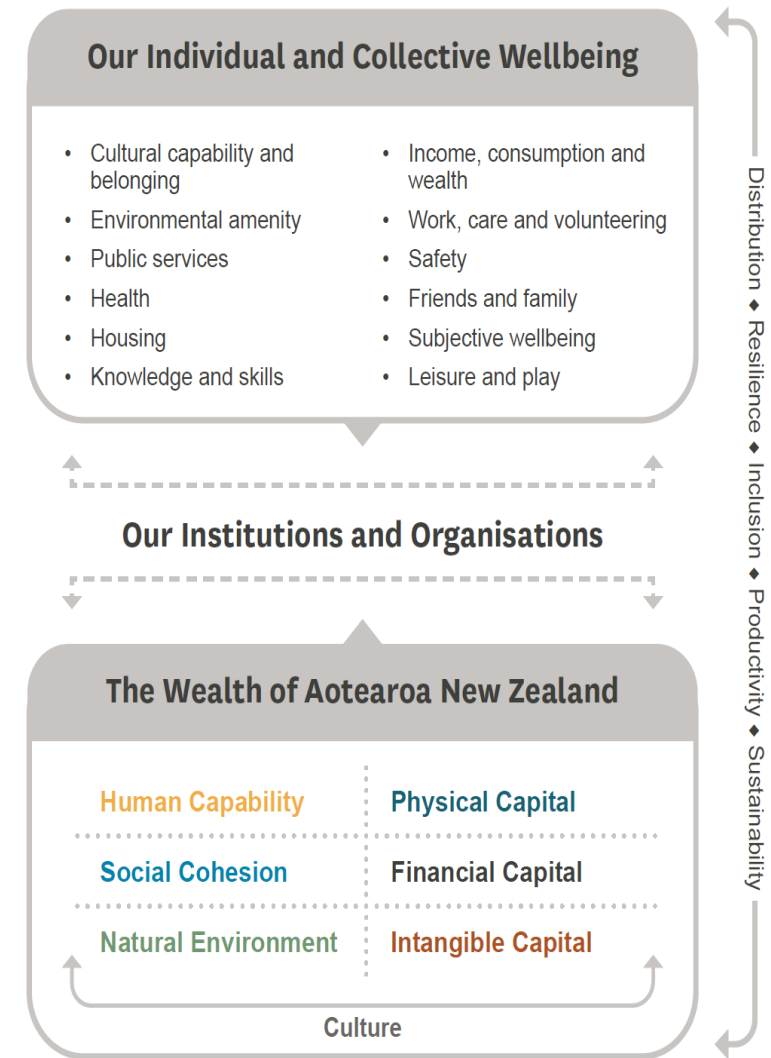 Our Individual and Collective Wellbeing
• Cultural capability and
belonging
• Environmental amenity
• Public services
• Health
• Housing
• Knowledge and skills
• Income, consumption and
wealth
• Work, care and volunteering
• Safety
• Friends and family
• Subjective wellbeing
• Leisure and play
Our Institutions and Organisations
The Wealth of Aotearoa New Zealand
Human Capability
Physical Capital
Social Cohesion
Financial Capital
Natural Environment
Intangible Capital
Culture
Distribution ◆ Resilience ◆ Inclusion ◆ Productivity ◆ Sustainability